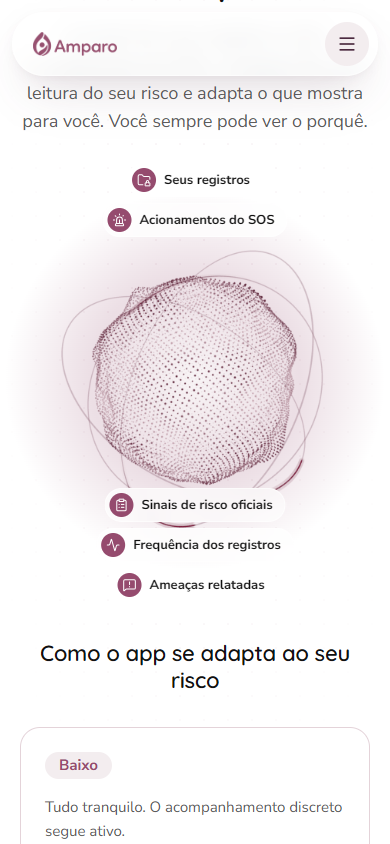 Amparo
leitura do seu risco e adapta o que mostra
para você. Você sempre pode ver o porquê.
Seus registros
Acionamentos do SOS
Sinais de risco oficiais
Frequência dos registros
Ameaças relatadas
Como o app se adapta ao seu
risco
Baixo
Tudo tranquilo. O acompanhamento discreto
segue ativo.